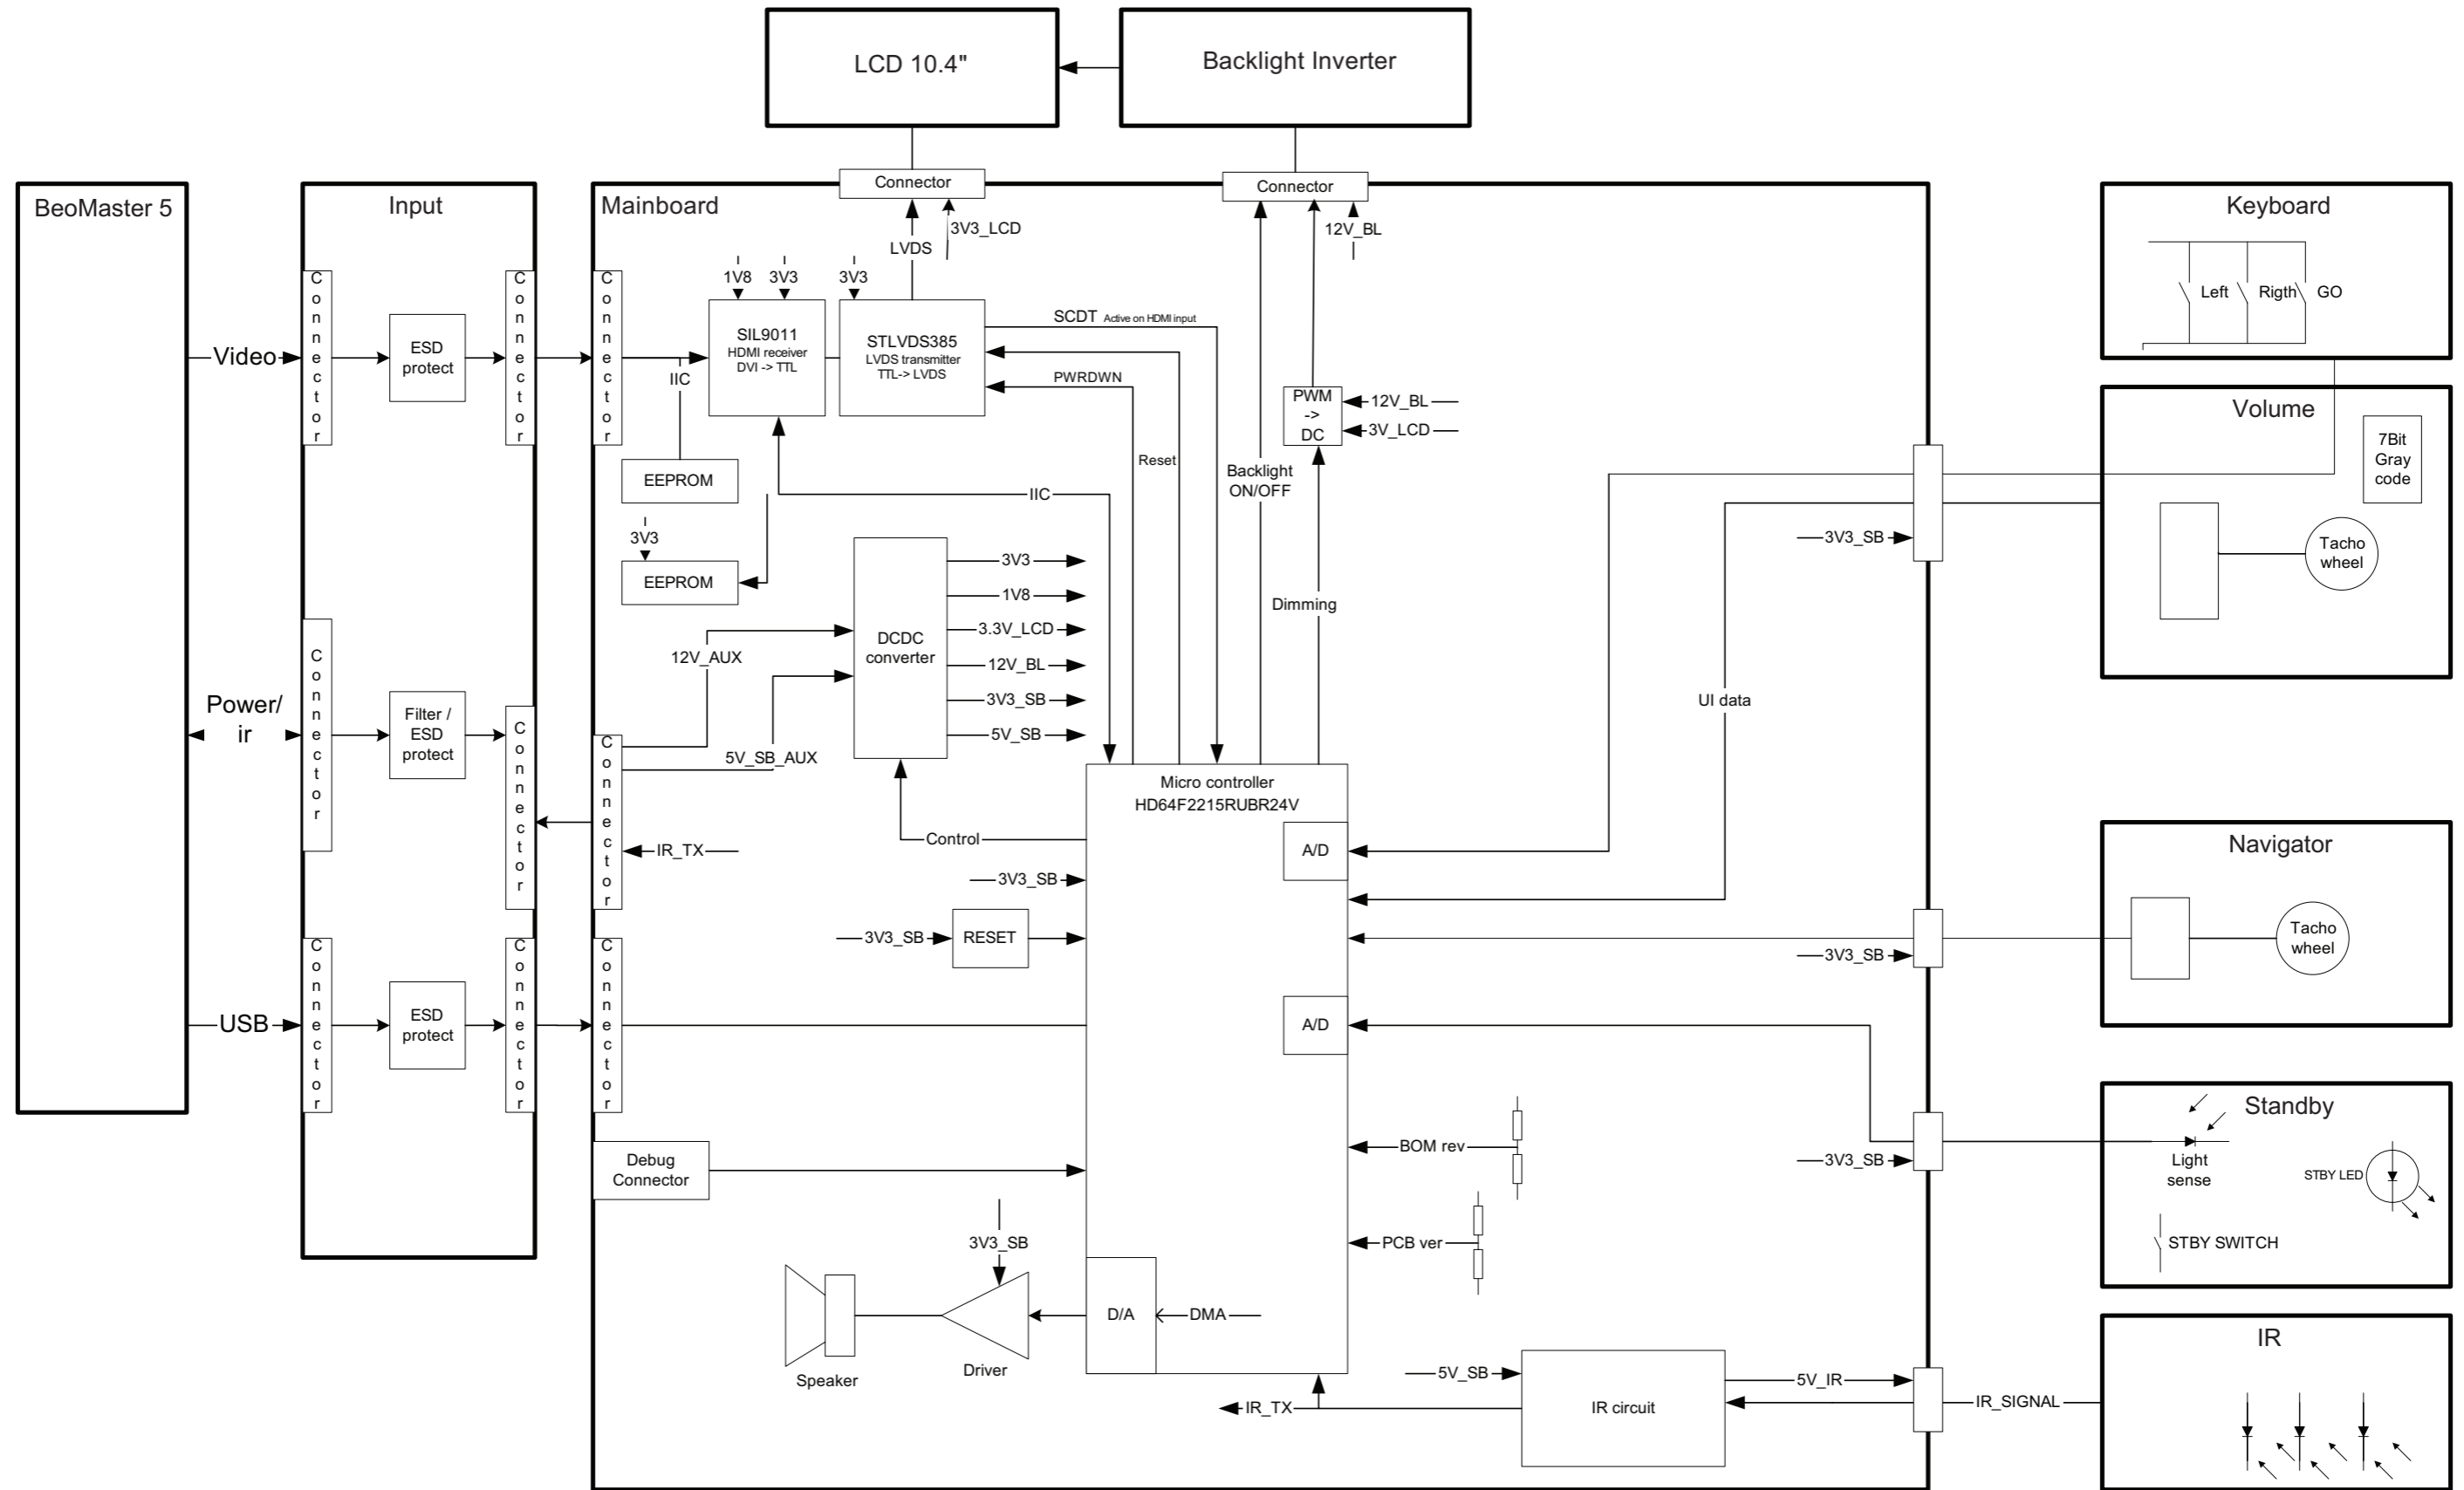 LCD 10.4"
Backlight Inverter
Connector
Connector
BeoMaster 5
Input
Mainboard
Keyboard
3V3_LCD
LVDS
12V_BL
1V8
3V3
3V3
Connector
Connector
Connector
Left
Rigth
GO
SIL9011
HDMI receiver
DVI -> TTL
STLVDS385
LVDS transmitter
TTL-> LVDS
SCDT Active on HDMI input
Video
ESD
protect
IIC
PWRDWN
PWM
->
DC
12V_BL
3V_LCD
Volume
7Bit
Gray
code
EEPROM
Reset
Backlight
ON/OFF
IIC
3V3
EEPROM
3V3_SB
Tacho
wheel
DCDC
converter
3V3
1V8
3.3V_LCD
12V_BL
3V3_SB
5V_SB
Dimming
12V_AUX
5V_SB_AUX
UI data
Connector
Power/
ir
Filter /
ESD
protect
Connector
Connector
Micro controller
HD64F2215RUBR24V
Control
IR_TX
A/D
3V3_SB
3V3_SB
RESET
Navigator
Tacho
wheel
3V3_SB
Connector
Connector
Connector
USB
ESD
protect
A/D
Standby
Debug
Connector
BOM rev
3V3_SB
Light
sense
STBY LED
3V3_SB
PCB ver
STBY SWITCH
D/A
DMA
Speaker
Driver
IR
5V_SB
5V_IR
IR_TX
IR circuit
IR_SIGNAL